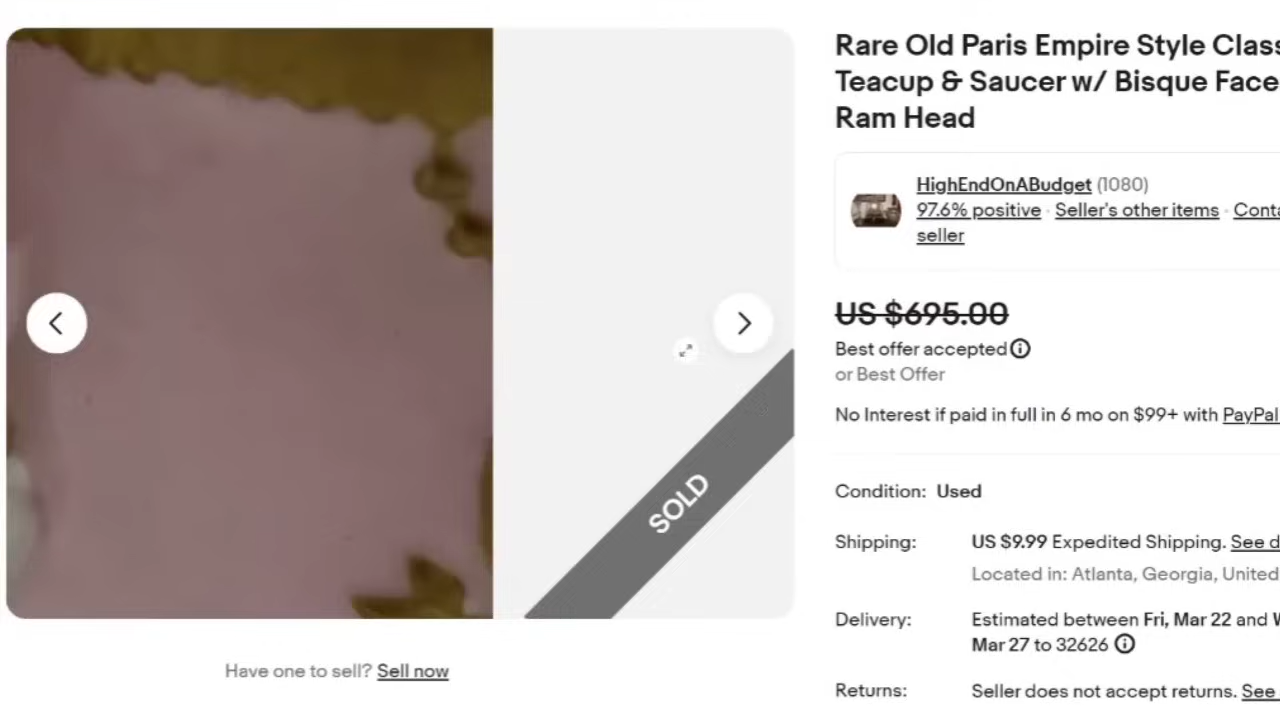 Rare Old Paris Empire Style Class
Teacup & Saucer w/ Bisque Face
Ram Head
HighEndOnABudget (1080)
97.6% positive · Seller's other items · Conta
seller
US $695.00
Best offer accepted
or Best Offer
No Interest if paid in full in 6 mo on $99+ with PayPal
Condition: Used
Shipping: US $9.99 Expedited Shipping. See d
Located in: Atlanta, Georgia, United
Delivery: Estimated between Fri, Mar 22 and W
Mar 27 to 32626
Returns: Seller does not accept returns. See
SOLD
Have one to sell? Sell now